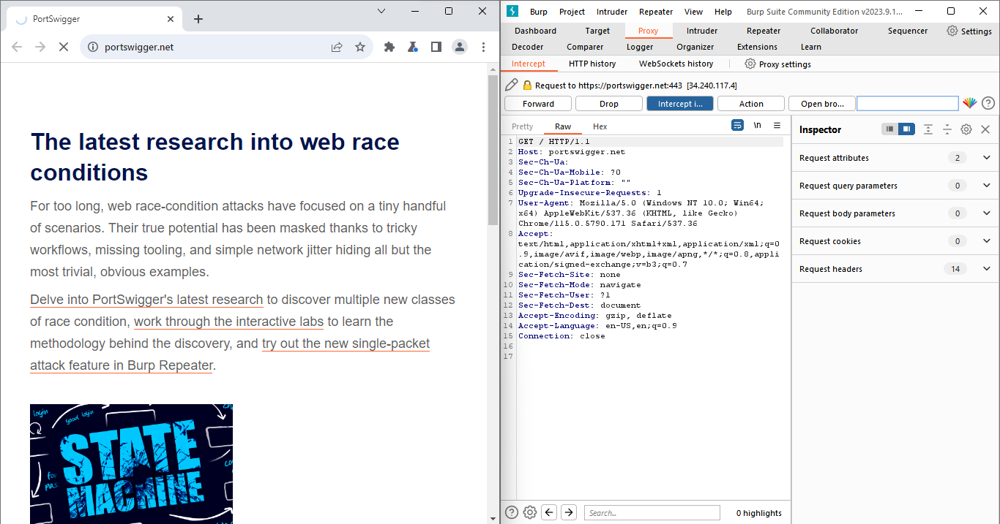 PortSwigger
portswigger.net
The latest research into web race
conditions
For too long, web race-condition attacks have focused on a tiny handful
of scenarios. Their true potential has been masked thanks to tricky
workflows, missing tooling, and simple network jitter hiding all but the
most trivial, obvious examples.
Delve into PortSwigger's latest research to discover multiple new classes
of race condition, work through the interactive labs to learn the
methodology behind the discovery, and try out the new single-packet
attack feature in Burp Repeater.
login
good login
STATE
MACHINE
Burp Project Intruder Repeater View Help Burp Suite Community Edition v2023.9.1...
Dashboard Target Proxy Intruder Repeater Collaborator Sequencer Settings
Decoder Comparer Logger Organizer Extensions Learn
Intercept HTTP history WebSockets history Proxy settings
Request to https://portswigger.net:443 [34.240.117.4]
Forward Drop Intercept i... Action Open bro...
Pretty Raw Hex \n
1 GET / HTTP/1.1
2 Host: portswigger.net
3 Sec-Ch-Ua:
4 Sec-Ch-Ua-Mobile: ?0
5 Sec-Ch-Ua-Platform: ""
6 Upgrade-Insecure-Requests: 1
7 User-Agent: Mozilla/5.0 (Windows NT 10.0; Win64;
x64) AppleWebKit/537.36 (KHTML, like Gecko)
Chrome/115.0.5790.171 Safari/537.36
8 Accept:
text/html,application/xhtml+xml,application/xml;q=0
.9,image/avif,image/webp,image/apng,*/*;q=0.8,appli
cation/signed-exchange;v=b3;q=0.7
9 Sec-Fetch-Site: none
10 Sec-Fetch-Mode: navigate
11 Sec-Fetch-User: ?1
12 Sec-Fetch-Dest: document
13 Accept-Encoding: gzip, deflate
14 Accept-Language: en-US,en;q=0.9
15 Connection: close
16
17
Inspector
Request attributes 2
Request query parameters 0
Request body parameters 0
Request cookies 0
Request headers 14
Search...
0 highlights